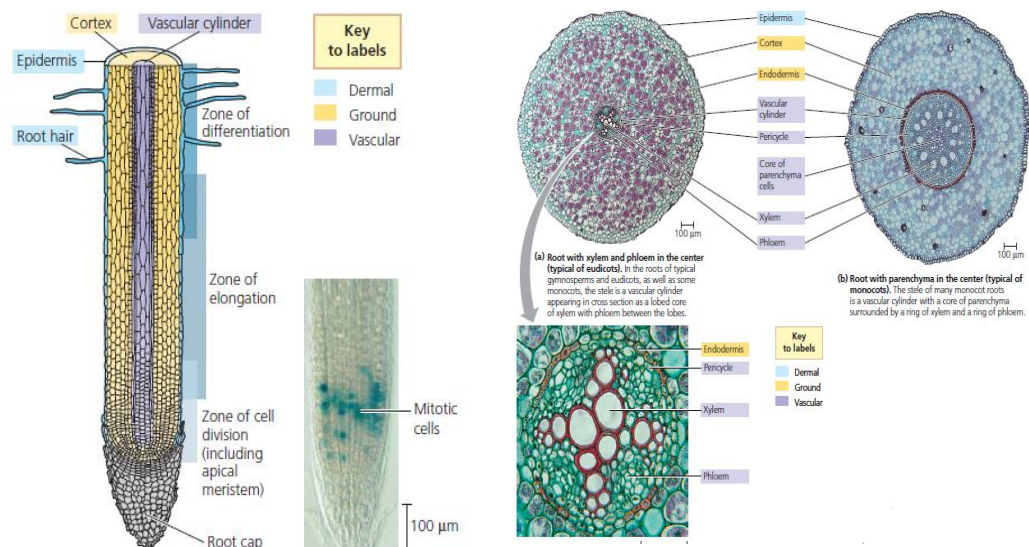 Cortex
Vascular cylinder
Epidermis
Root hair
Key
to labels
Dermal
Ground
Vascular
Zone of
differentiation
Zone of
elongation
Zone of cell
division
(including
apical
meristem)
Root cap
Mitotic
cells
100 μm
Epidermis
Cortex
Endodermis
Vascular
cylinder
Pericycle
Core of
parenchyma
cells
Xylem
Phloem
100 μm
100 μm
(a) Root with xylem and phloem in the center
(typical of eudicots). In the roots of typical
gymnosperms and eudicots, as well as some
monocots, the stele is a vascular cylinder
appearing in cross section as a lobed core
of xylem with phloem between the lobes.
(b) Root with parenchyma in the center (typical of
monocots). The stele of many monocot roots
is a vascular cylinder with a core of parenchyma
surrounded by a ring of xylem and a ring of phloem.
Endodermis
Pericycle
Xylem
Phloem
Key
to labels
Dermal
Ground
Vascular